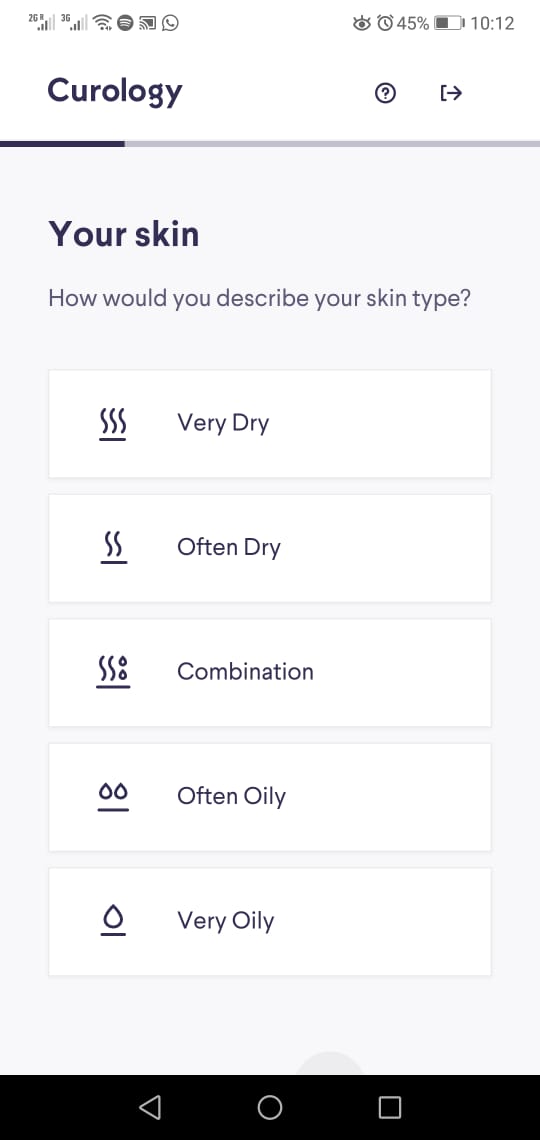 2G R 3G 45% 10:12
Curology
Your skin
How would you describe your skin type?
Very Dry
Often Dry
Combination
Often Oily
Very Oily